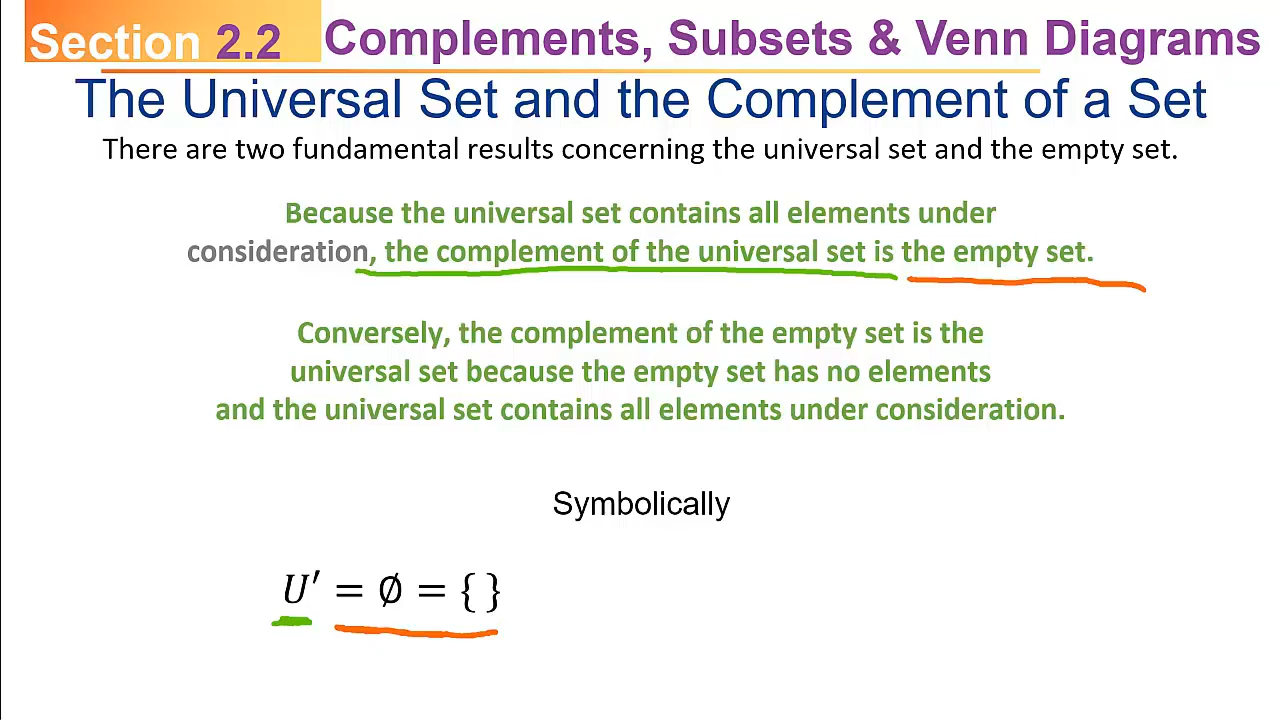 Section 2.2 Complements, Subsets & Venn Diagrams
The Universal Set and the Complement of a Set
There are two fundamental results concerning the universal set and the empty set.
Because the universal set contains all elements under
consideration, the complement of the universal set is the empty set.
Conversely, the complement of the empty set is the
universal set because the empty set has no elements
and the universal set contains all elements under consideration.
Symbolically
U′ = ∅ = { }